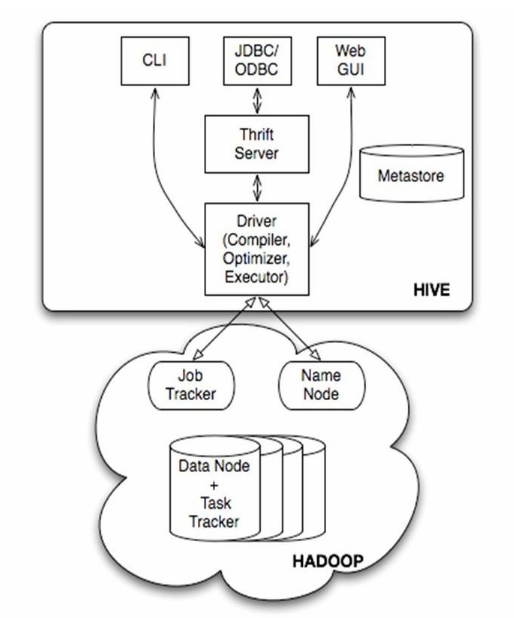 CLI
JDBC/
ODBC
Web
GUI
Thrift
Server
Metastore
Driver
(Compiler,
Optimizer,
Executor)
HIVE
Job
Tracker
Name
Node
Data Node
+
Task
Tracker
HADOOP